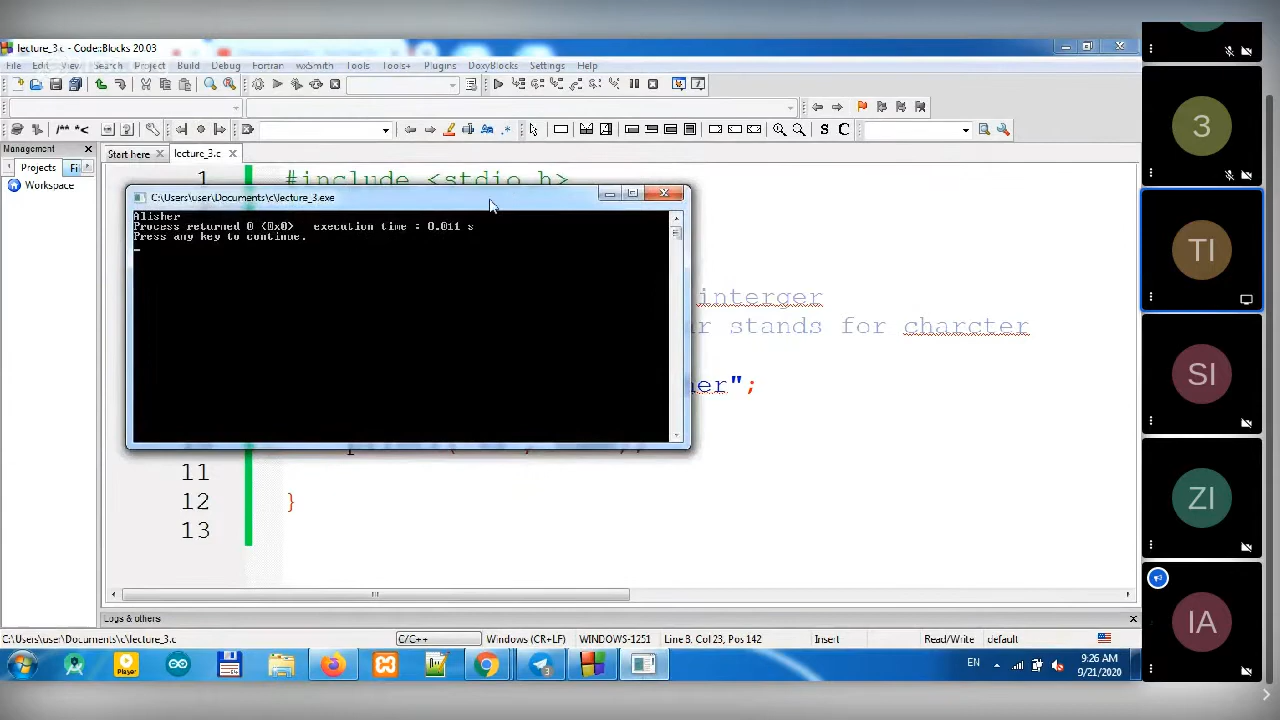 lecture_3.c - Code::Blocks 20.03
File Edit View Search Project Build Debug Fortran wxSmith Tools Tools+ Plugins DoxyBlocks Settings Help
/** *<
S C
Management
Start here lecture_3.c
Projects Fi
Workspace
1 #include <stdio.h>
C:\Users\user\Documents\c\lecture_3.exe
Alisher
Process returned 0 (0x0) execution time : 0.011 s
Press any key to continue.
interger
stands for charcter
her";
11
12 }
13
Logs & others
C:\Users\user\Documents\c\lecture_3.c C/C++ Windows (CR+LF) WINDOWS-1251 Line 8, Col 23, Pos 142 Insert Read/Write default
Player
EN
9:26 AM
9/21/2020
3
TI
SI
ZI
IA